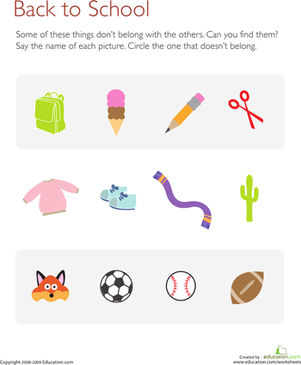 Back to School
Some of these things don't belong with the others. Can you find them?
Say the name of each picture. Circle the one that doesn't belong.
Copyright 2008-2009 Education.com
Created by:
education.com
www.education.com/worksheets